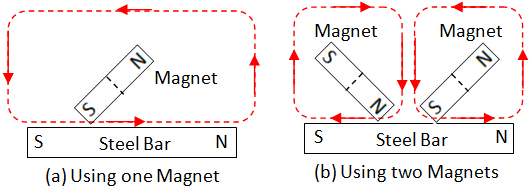 N
S
Magnet
S Steel Bar N
(a) Using one Magnet
Magnet Magnet
S N
N S
S Steel Bar N
(b) Using two Magnets